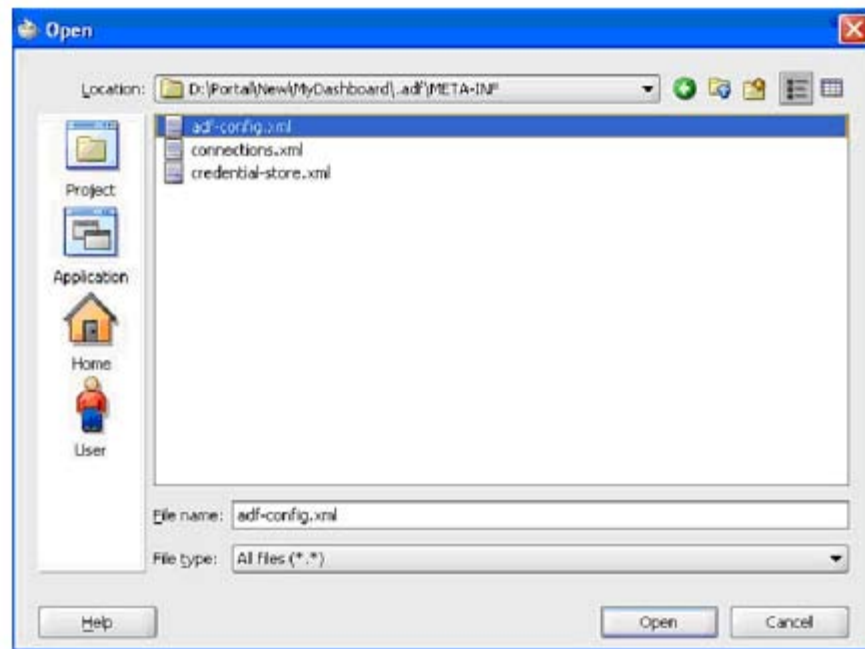 Open
Location: D:\Portal\New\MyDashboard\.adf\META-INF
adf-config.xml
connections.xml
credential-store.xml
Project
Application
Home
User
File name: adf-config.xml
File type: All files (*.*)
Help
Open
Cancel